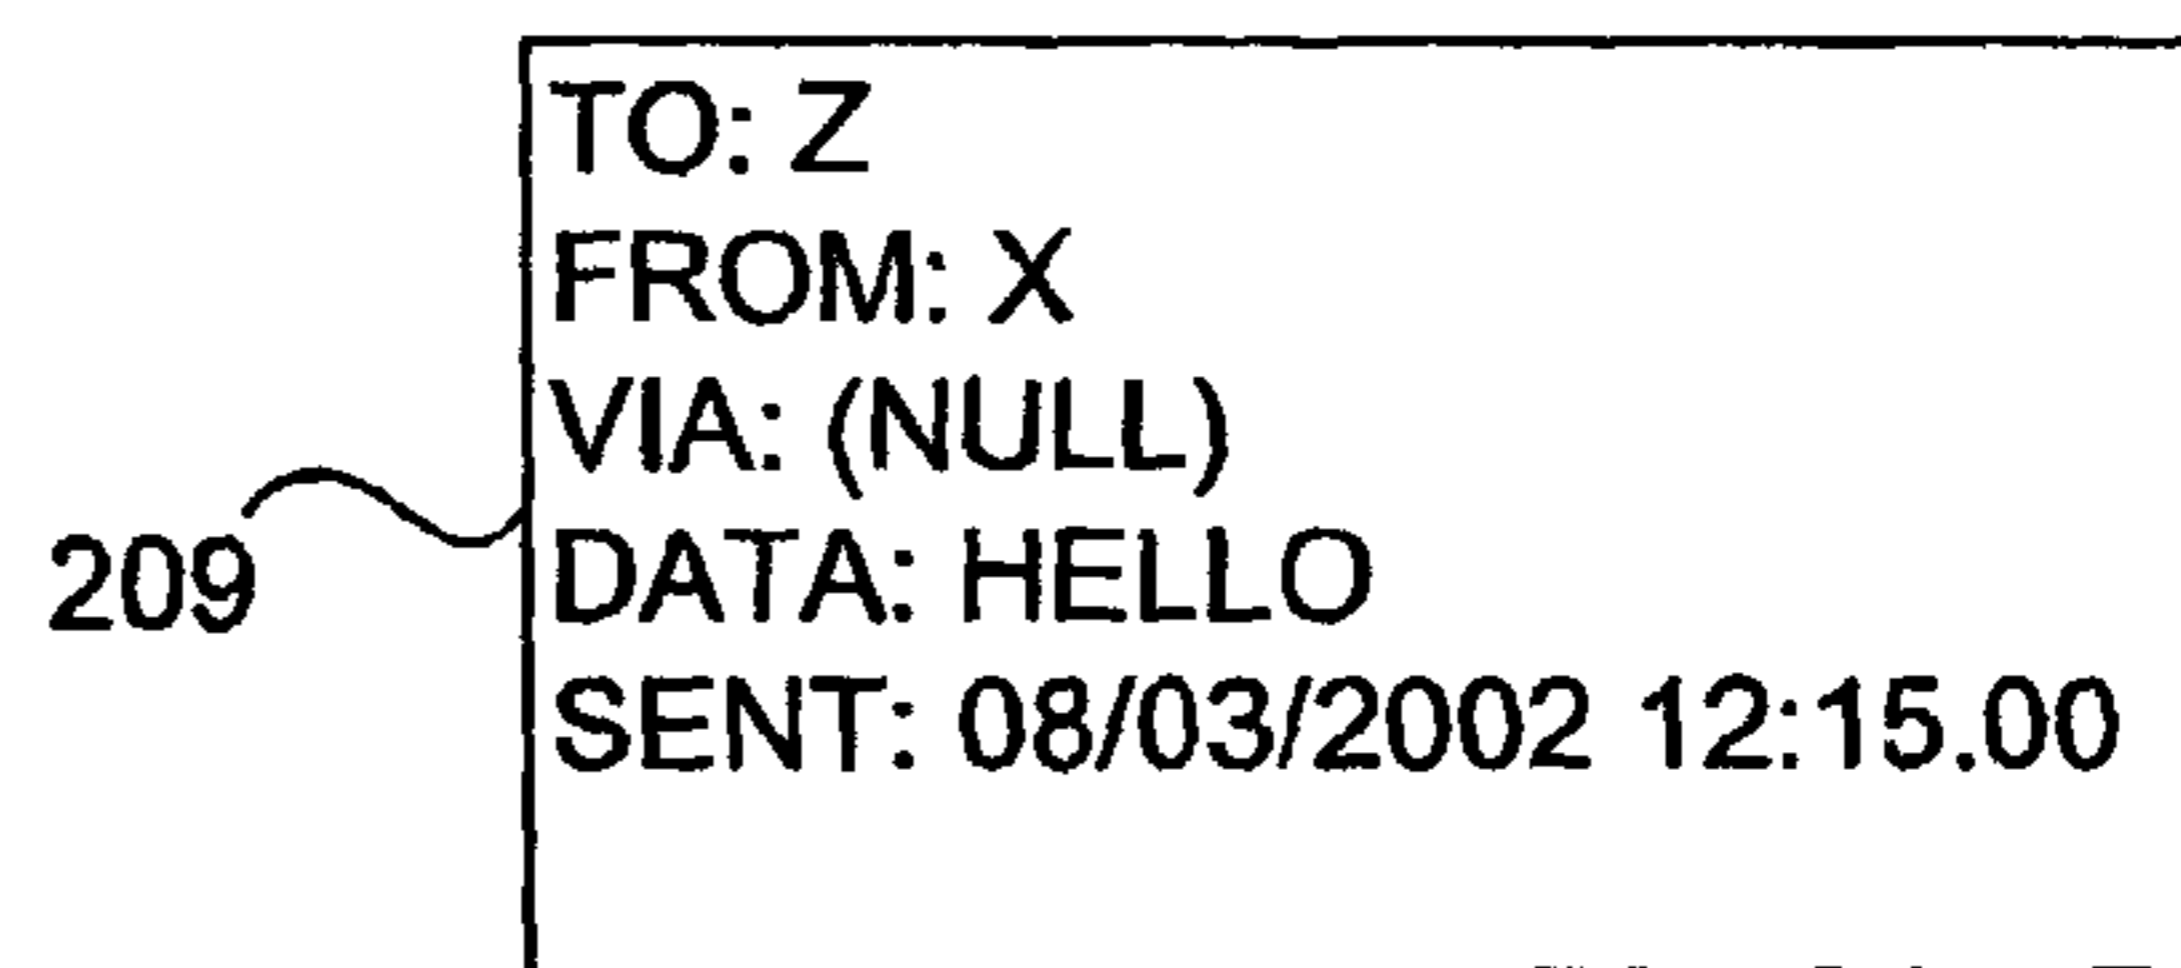 TO: Z
FROM: X
VIA: (NULL)
DATA: HELLO
SENT: 08/03/2002 12:15.00
209